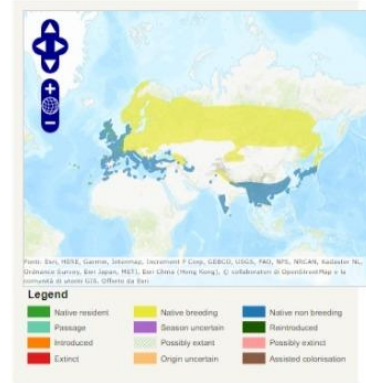 Fonti: Esri, HERE, Garmin, Intermap, Increment P Corp, GEBCO, USGS, FAO, NPS, NRCAN, Kadaster NL,
Ordnance Survey, Esri Japan, METI, Esri China (Hong Kong), © collaboratori di OpenStreetMap e la
comunità di utenti GIS. Offerto da Esri
Legend
Native resident
Native breeding
Native non breeding
Passage
Season uncertain
Reintroduced
Introduced
Possibly extant
Possibly extinct
Extinct
Origin uncertain
Assisted colonisation